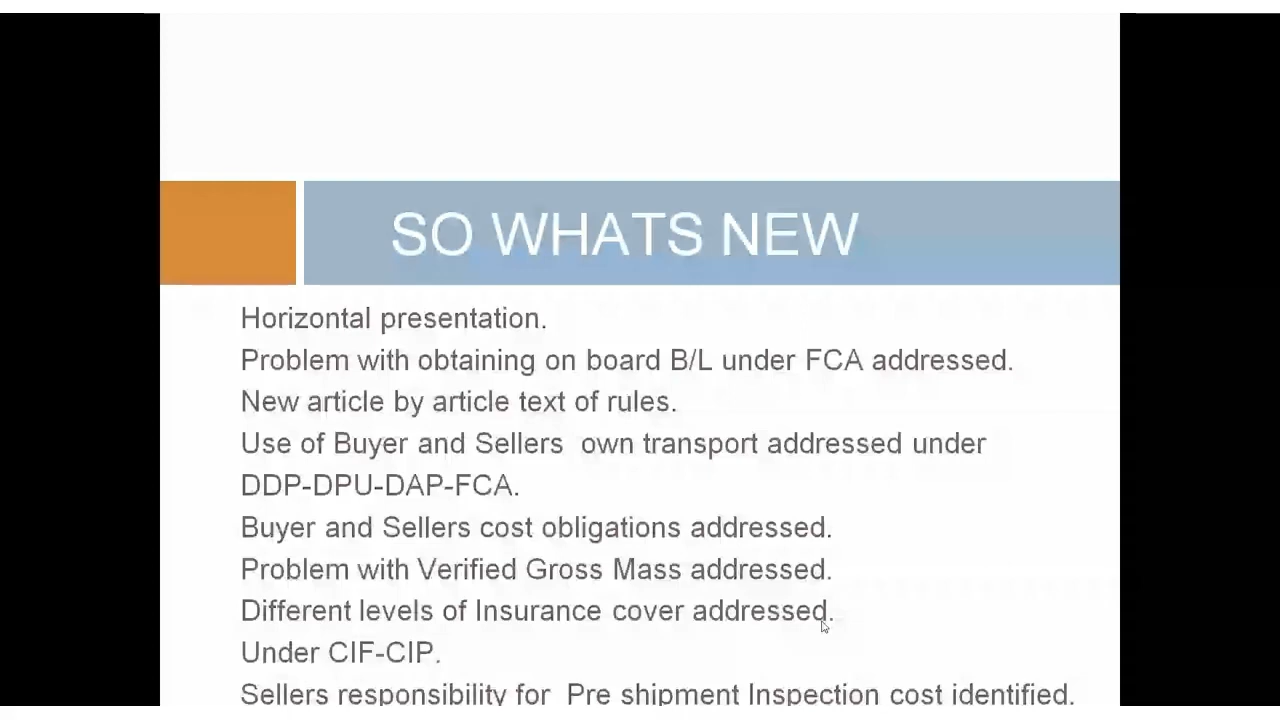 SO WHATS NEW
Horizontal presentation.
Problem with obtaining on board B/L under FCA addressed.
New article by article text of rules.
Use of Buyer and Sellers  own transport addressed under
DDP-DPU-DAP-FCA.
Buyer and Sellers cost obligations addressed.
Problem with Verified Gross Mass addressed.
Different levels of Insurance cover addressed.
Under CIF-CIP.
Sellers responsibility for  Pre shipment Inspection cost identified.